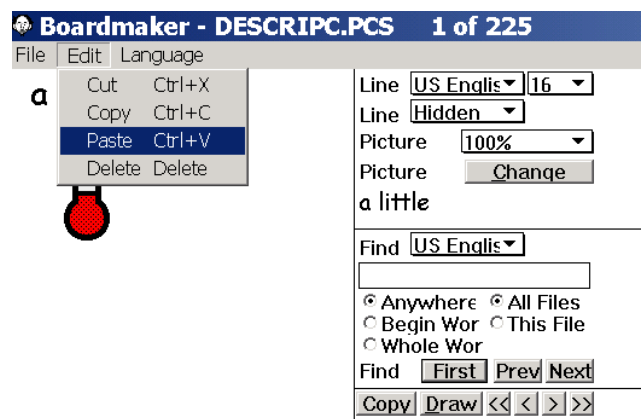 Boardmaker - DESCRIPC.PCS 1 of 225
File Edit Language
a
Cut Ctrl+X
Copy Ctrl+C
Paste Ctrl+V
Delete Delete
Line US Englis 16
Line Hidden
Picture 100%
Picture Change
a little
Find US Englis
Anywhere All Files
Begin Wor This File
Whole Wor
Find First Prev Next
Copy Draw << < > >>